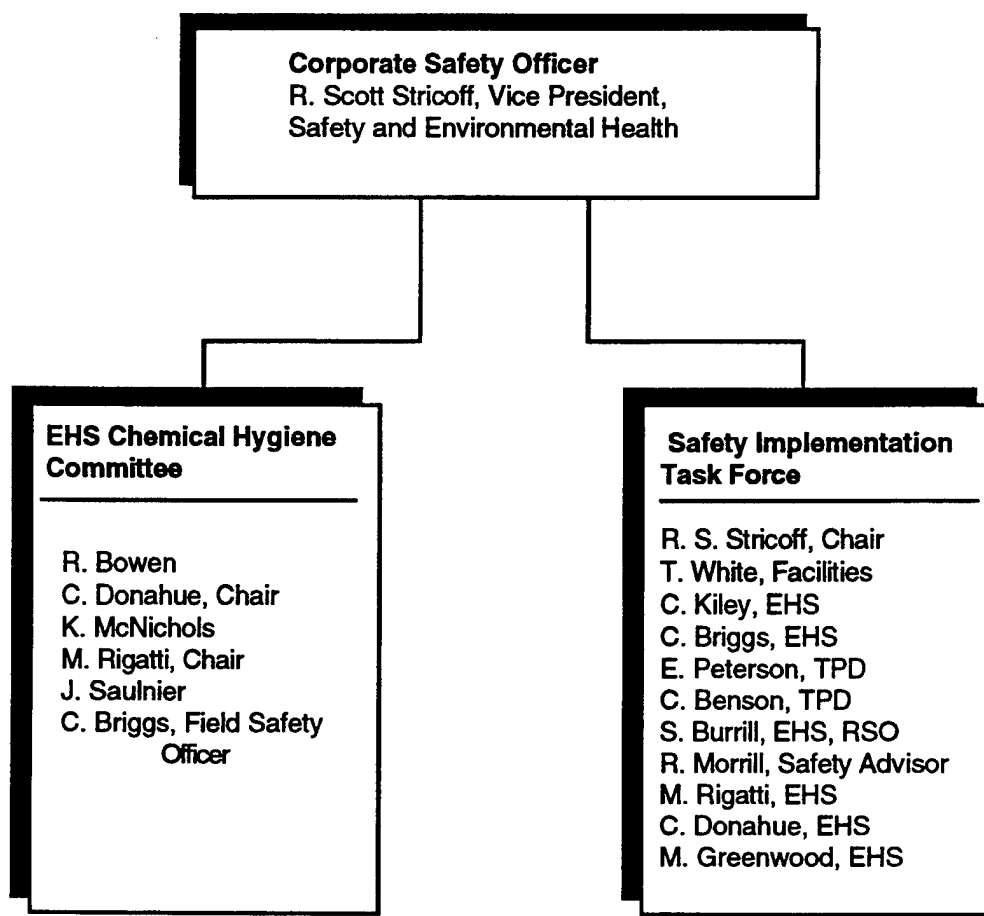 Corporate Safety Officer
R. Scott Stricoff, Vice President,
Safety and Environmental Health
EHS Chemical Hygiene
Committee
R. Bowen
C. Donahue, Chair
K. McNichols
M. Rigatti, Chair
J. Saulnier
C. Briggs, Field Safety
Officer
Safety Implementation
Task Force
R. S. Stricoff, Chair
T. White, Facilities
C. Kiley, EHS
C. Briggs, EHS
E. Peterson, TPD
C. Benson, TPD
S. Burrill, EHS, RSO
R. Morrill, Safety Advisor
M. Rigatti, EHS
C. Donahue, EHS
M. Greenwood, EHS